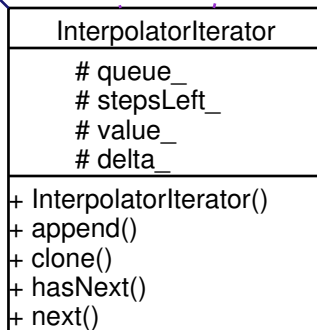 InterpolatorIterator
# queue_
# stepsLeft_
# value_
# delta_
+ InterpolatorIterator()
+ append()
+ clone()
+ hasNext()
+ next()